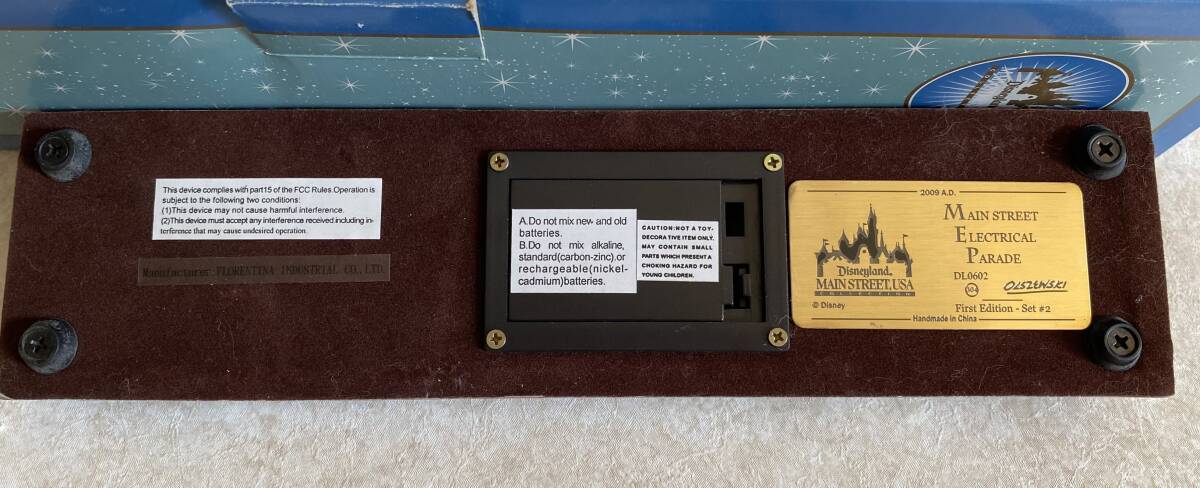 This device complies with part15 of the FCC Rules.Operation is
subject to the following two conditions:
(1)This device may not cause harmful interference.
(2)This device must accept any interference received including in-
terference that may cause undesired operation.
Manufacturer:FLORENTINA INDUSTRIAL CO., LTD.
A.Do not mix new and old
batteries.
B.Do not mix alkaline,
standard(carbon-zinc).or
rechargeable(nickel-
cadmium)batteries.
CAUTION:NOT A TOY-
DECORATIVE ITEM ONLY.
MAY CONTAIN SMALL
PARTS WHICH PRESENT A
CHOKING HAZARD FOR
YOUNG CHILDREN.
2009 A.D.
Disneyland
MAIN STREET, USA
COLLECTION
© Disney
MAIN STREET
ELECTRICAL
PARADE
DL0602
304 OLSZEWSKI
First Edition - Set #2
Handmade in China